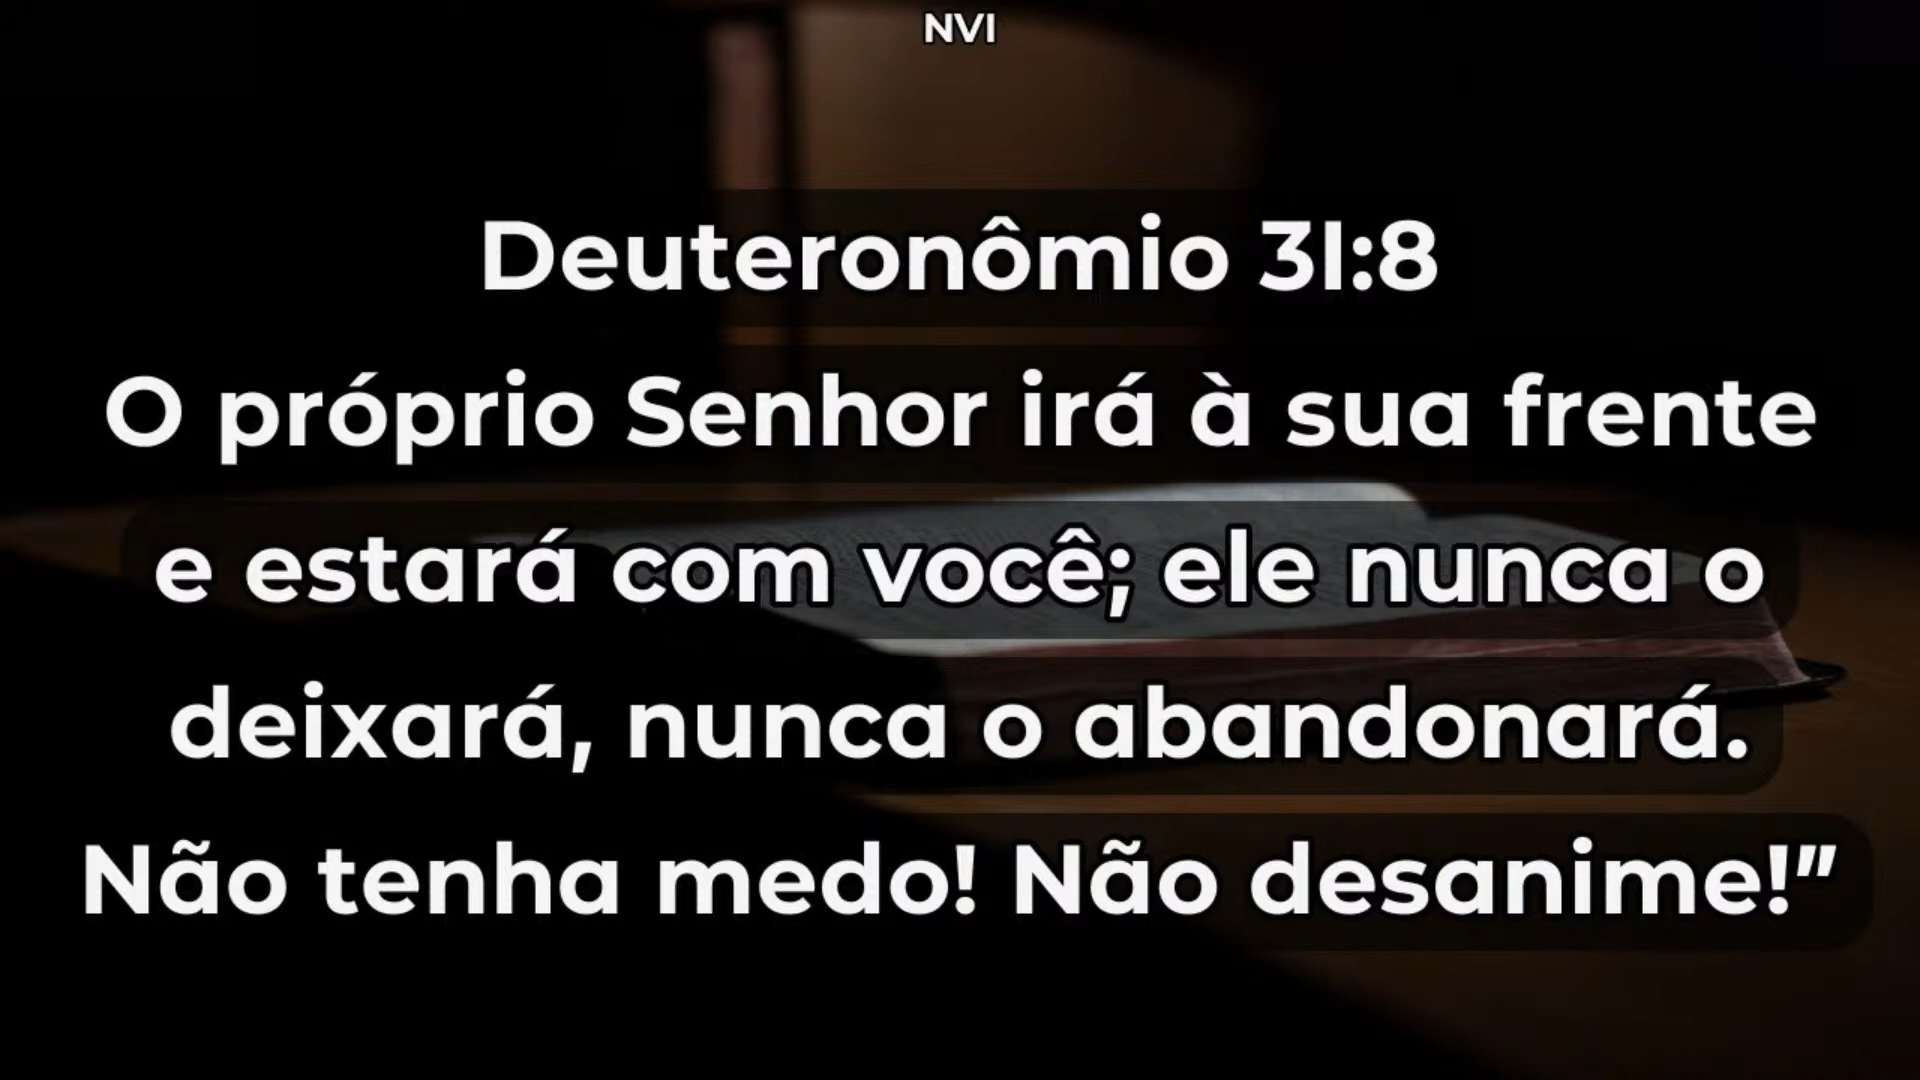 NVI
Deuteronômio 31:8
O próprio Senhor irá à sua frente
e estará com você; ele nunca o
deixará, nunca o abandonará.
Não tenha medo! Não desanime!”